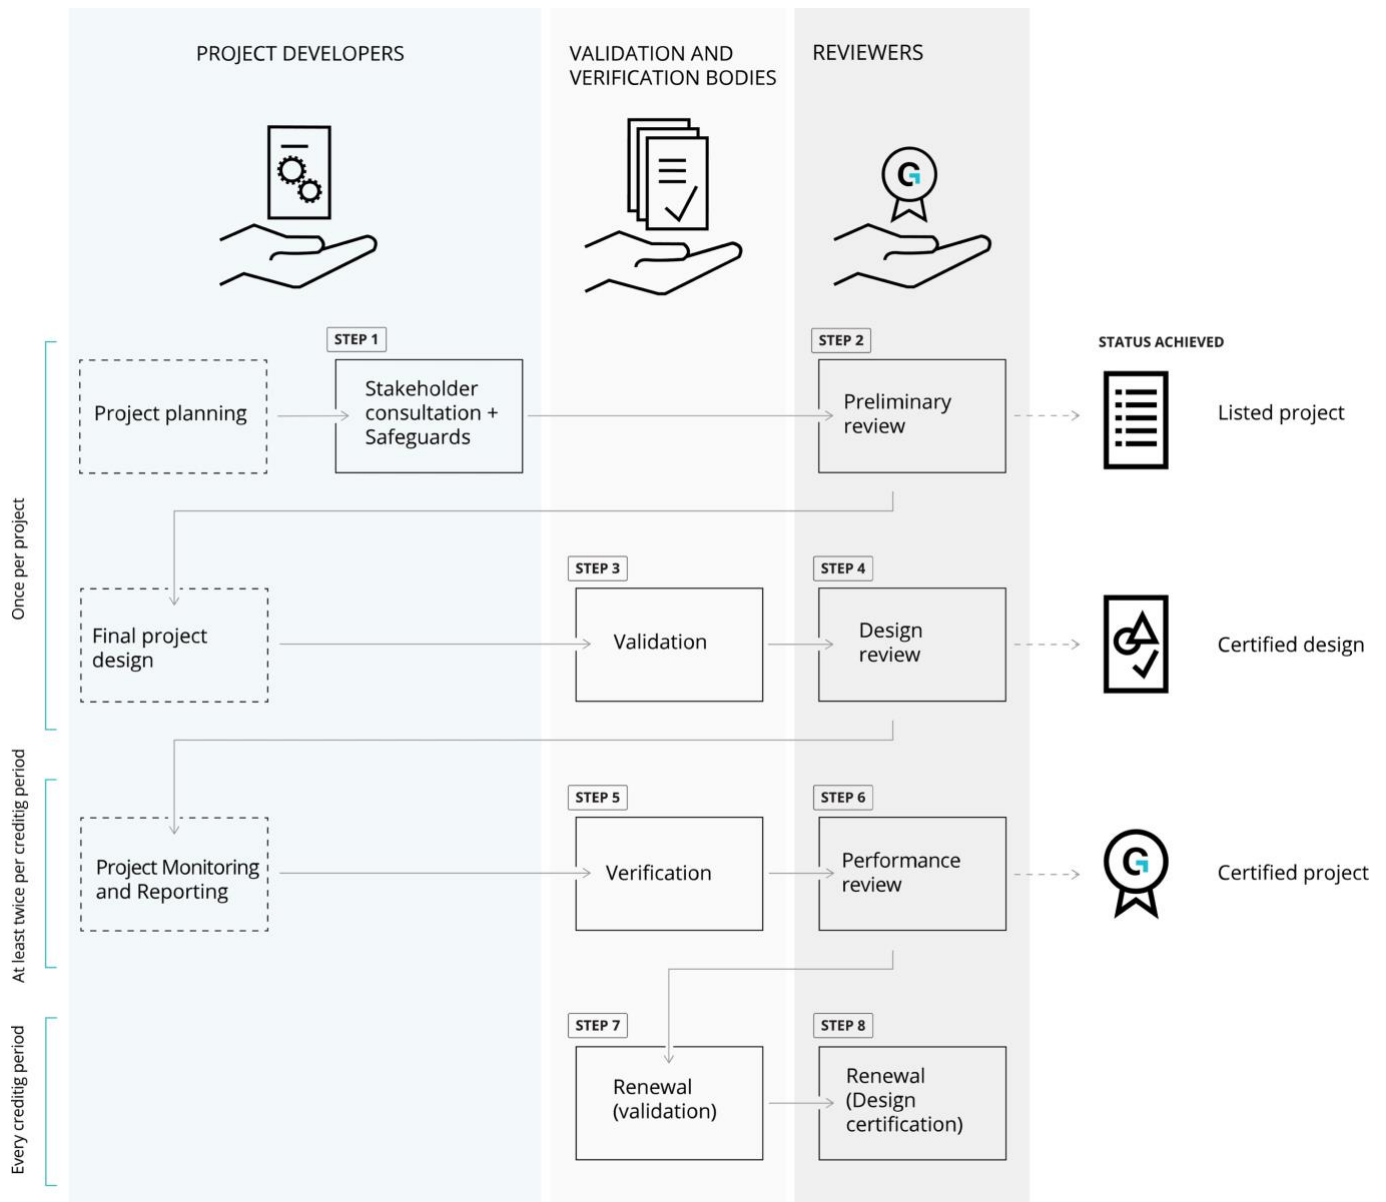 PROJECT DEVELOPERS
VALIDATION AND
VERIFICATION BODIES
REVIEWERS
G
STEP 1
STEP 2
STATUS ACHIEVED
Project planning
Stakeholder
consultation +
Safeguards
Preliminary
review
Listed project
Once per project
STEP 3
STEP 4
Final project
design
Validation
Design
review
Certified design
At least twice per creditig period
STEP 5
STEP 6
Project Monitoring
and Reporting
Verification
Performance
review
G
Certified project
Every creditig period
STEP 7
STEP 8
Renewal
(validation)
Renewal
(Design
certification)